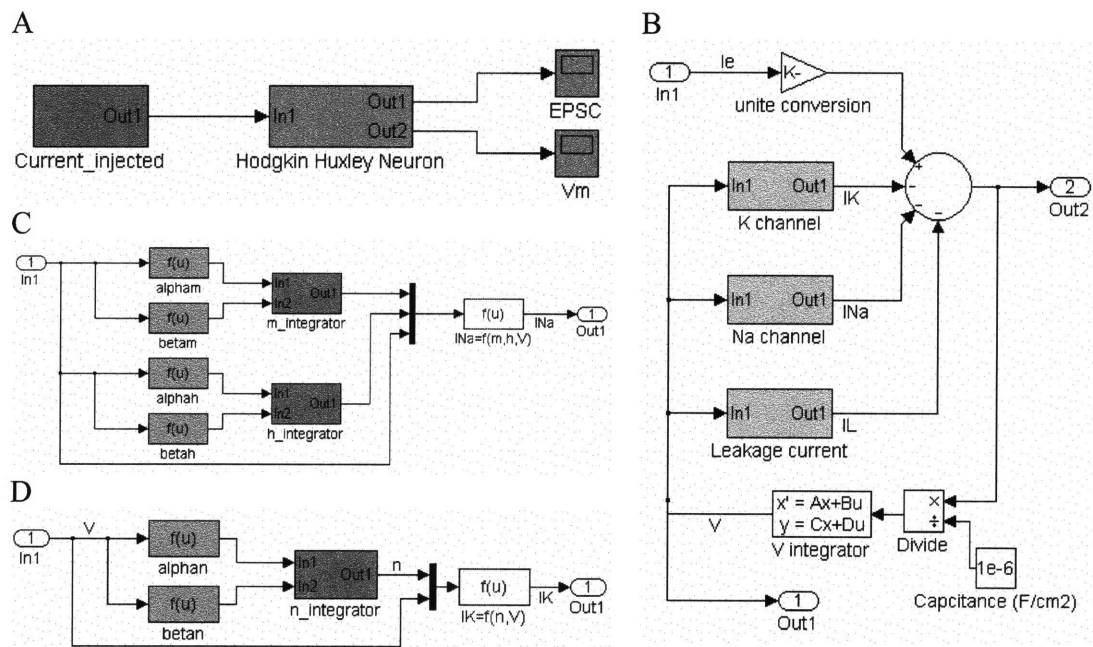 A
Out1
Current_injected
In1
Out1
Out2
Hodgkin Huxley Neuron
EPSC
Vm
B
1
In1
Ie
K-
unite conversion
+
-
-
-
In1
Out1
K channel
IK
In1
Out1
Na channel
INa
In1
Out1
Leakage current
IL
2
Out2
V
x' = Ax+Bu
y = Cx+Du
V integrator
×
÷
Divide
1e-6
Capcitance (F/cm2)
1
Out1
C
1
In1
f(u)
alpham
f(u)
betam
In1
In2
Out1
m_integrator
f(u)
alphah
f(u)
betah
In1
In2
Out1
h_integrator
f(u)
INa=f(m,h,V)
INa
1
Out1
D
1
In1
V
f(u)
alphan
f(u)
betan
In1
In2
Out1
n_integrator
n
f(u)
IK=f(n,V)
IK
1
Out1